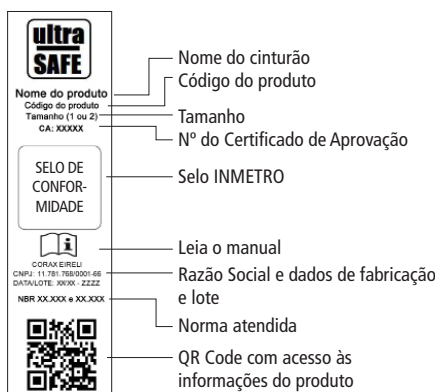 ultra
SAFE
Nome do produto
Código do produto
Tamanho (1 ou 2)
CA: XXXXX
SELO DE
CONFOR-
MIDADE
CORAX EIRELI
CNPJ: 11.781.768/0001-66
DATA/LOTE: XX/XX - ZZZZ
NBR XX.XXX e XX.XXX
Nome do cinturão
Código do produto
Tamanho
Nº do Certificado de Aprovação
Selo INMETRO
Leia o manual
Razão Social e dados de fabricação
e lote
Norma atendida
QR Code com acesso às
informações do produto